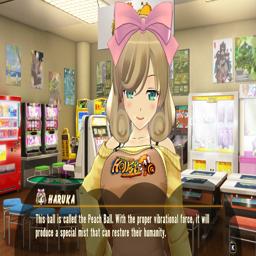 HARUKA
This ball is called the Peach Ball. With the proper vibrational force, it will
produce a special mist that can restore their humanity.